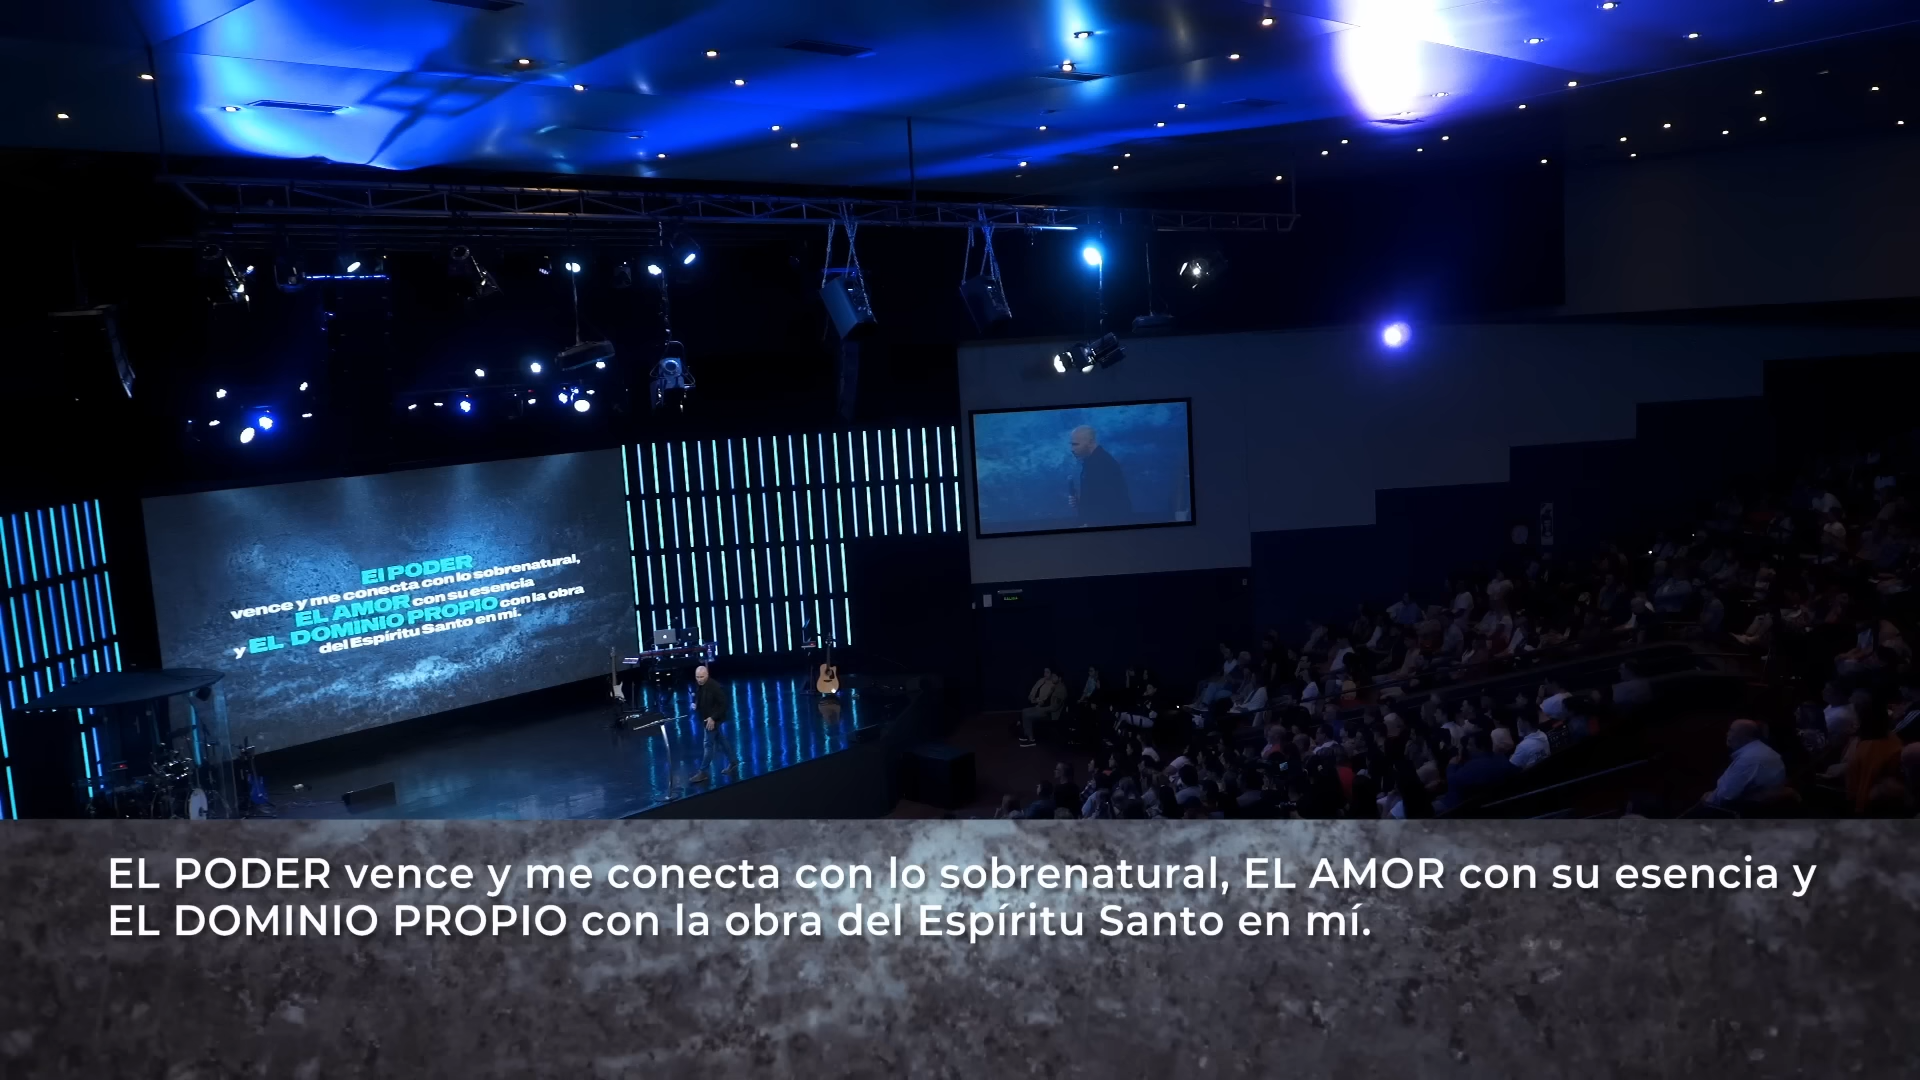 El PODER
vence y me conecta con lo sobrenatural,
EL AMOR con su esencia
y EL DOMINIO PROPIO con la obra
del Espíritu Santo en mí.
EL PODER vence y me conecta con lo sobrenatural, EL AMOR con su esencia y
EL DOMINIO PROPIO con la obra del Espíritu Santo en mí.